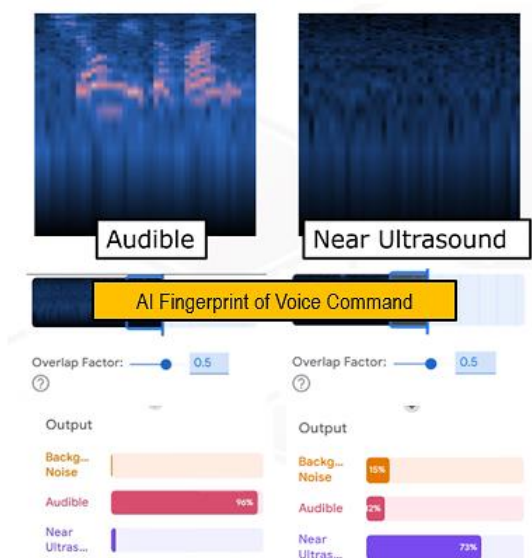 Audible
Near Ultrasound
AI Fingerprint of Voice Command
Overlap Factor: 0.5
?
Overlap Factor: 0.5
?
Output
Backg...
Noise
Audible 96%
Near
Ultras...
Output
Backg...
Noise
15%
Audible 12%
Near
Ultras...
73%